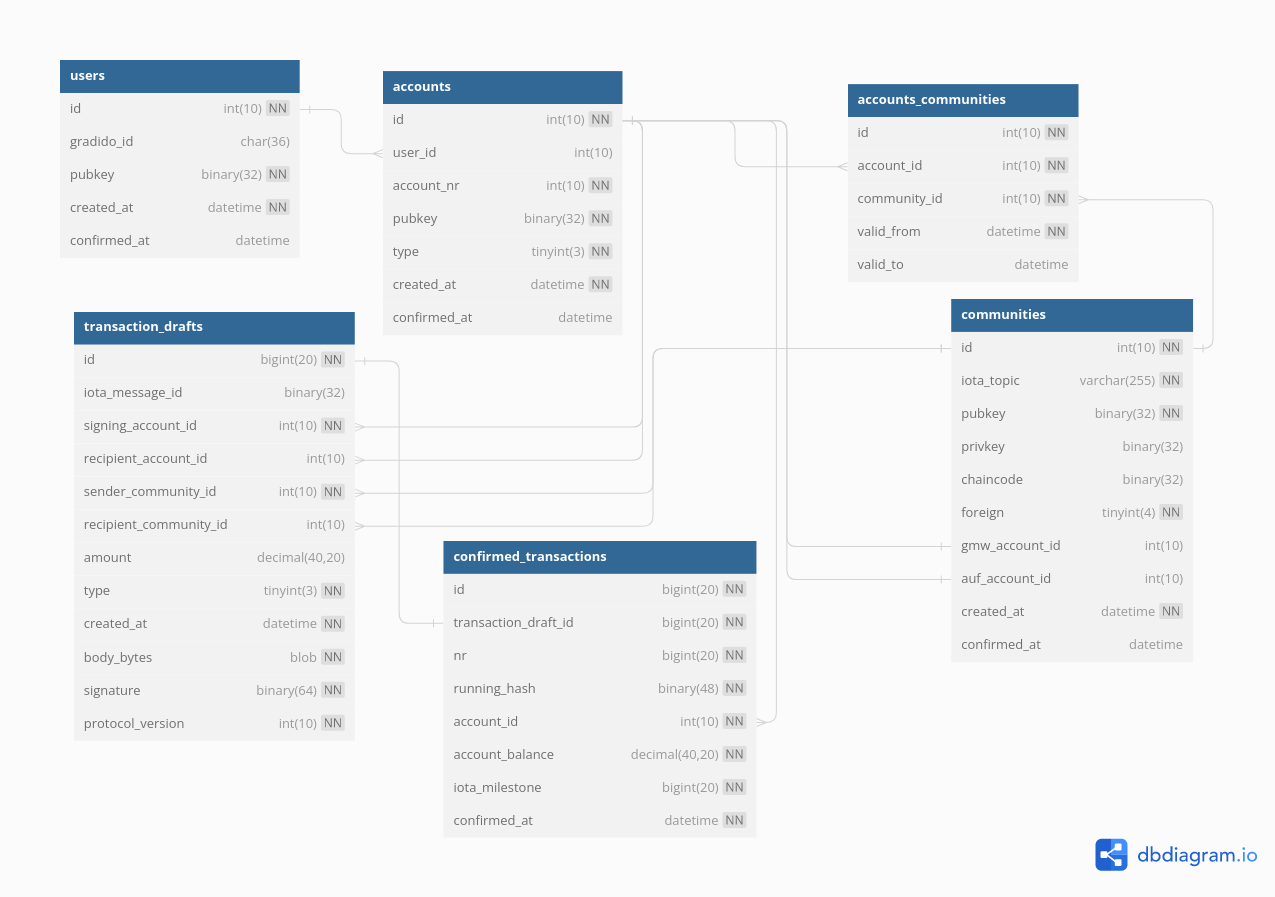 users
id int(10) NN
gradido_id char(36)
pubkey binary(32) NN
created_at datetime NN
confirmed_at datetime
accounts
id int(10) NN
user_id int(10)
account_nr int(10) NN
pubkey binary(32) NN
type tinyint(3) NN
created_at datetime NN
confirmed_at datetime
accounts_communities
id int(10) NN
account_id int(10) NN
community_id int(10) NN
valid_from datetime NN
valid_to datetime
transaction_drafts
id bigint(20) NN
iota_message_id binary(32)
signing_account_id int(10) NN
recipient_account_id int(10)
sender_community_id int(10) NN
recipient_community_id int(10)
amount decimal(40,20)
type tinyint(3) NN
created_at datetime NN
body_bytes blob NN
signature binary(64) NN
protocol_version int(10) NN
communities
id int(10) NN
iota_topic varchar(255) NN
pubkey binary(32) NN
privkey binary(32)
chaincode binary(32)
foreign tinyint(4) NN
gmw_account_id int(10)
auf_account_id int(10)
created_at datetime NN
confirmed_at datetime
confirmed_transactions
id bigint(20) NN
transaction_draft_id bigint(20) NN
nr bigint(20) NN
running_hash binary(48) NN
account_id int(10) NN
account_balance decimal(40,20) NN
iota_milestone bigint(20) NN
confirmed_at datetime NN
dbdiagram.io